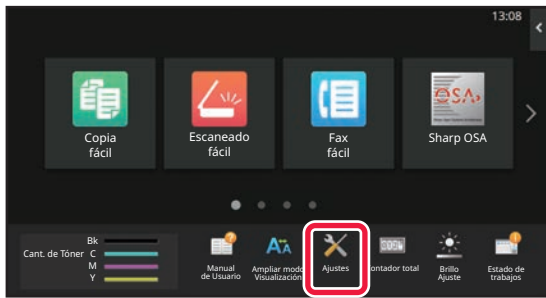 13:08
Copia
fácil
Escaneado
fácil
Fax
fácil
OSA
Sharp OSA
Bk
Cant. de Tóner C
M
Y
Manual
de Usuario
Ampliar modo
Visualización
Ajustes
ontador total
Brillo
Ajuste
Estado de
trabajos